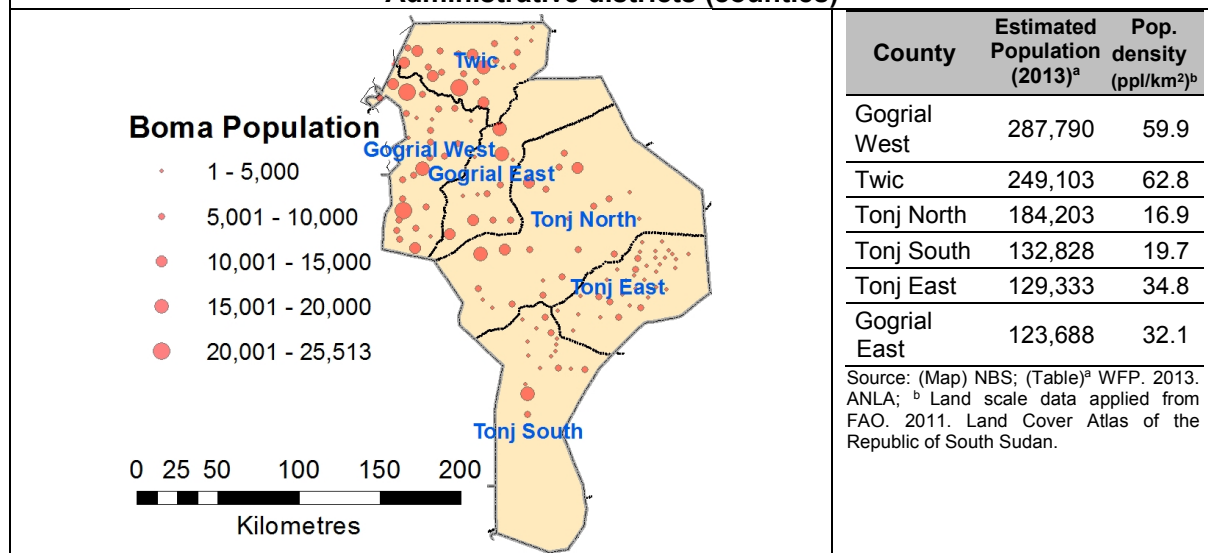 Administrative districts (counties)
Twic
Boma Population
Gogrial West
Gogrial East
1 - 5,000
5,001 - 10,000
Tonj North
10,001 - 15,000
Tonj East
15,001 - 20,000
20,001 - 25,513
Tonj South
0 25 50 100 150 200
Kilometres
County Estimated Population (2013)ᵃ Pop. density (ppl/km²)ᵇ
Gogrial West 287,790 59.9
Twic 249,103 62.8
Tonj North 184,203 16.9
Tonj South 132,828 19.7
Tonj East 129,333 34.8
Gogrial East 123,688 32.1
Source: (Map) NBS; (Table)ᵃ WFP. 2013.
ANLA; ᵇ Land scale data applied from
FAO. 2011. Land Cover Atlas of the
Republic of South Sudan.